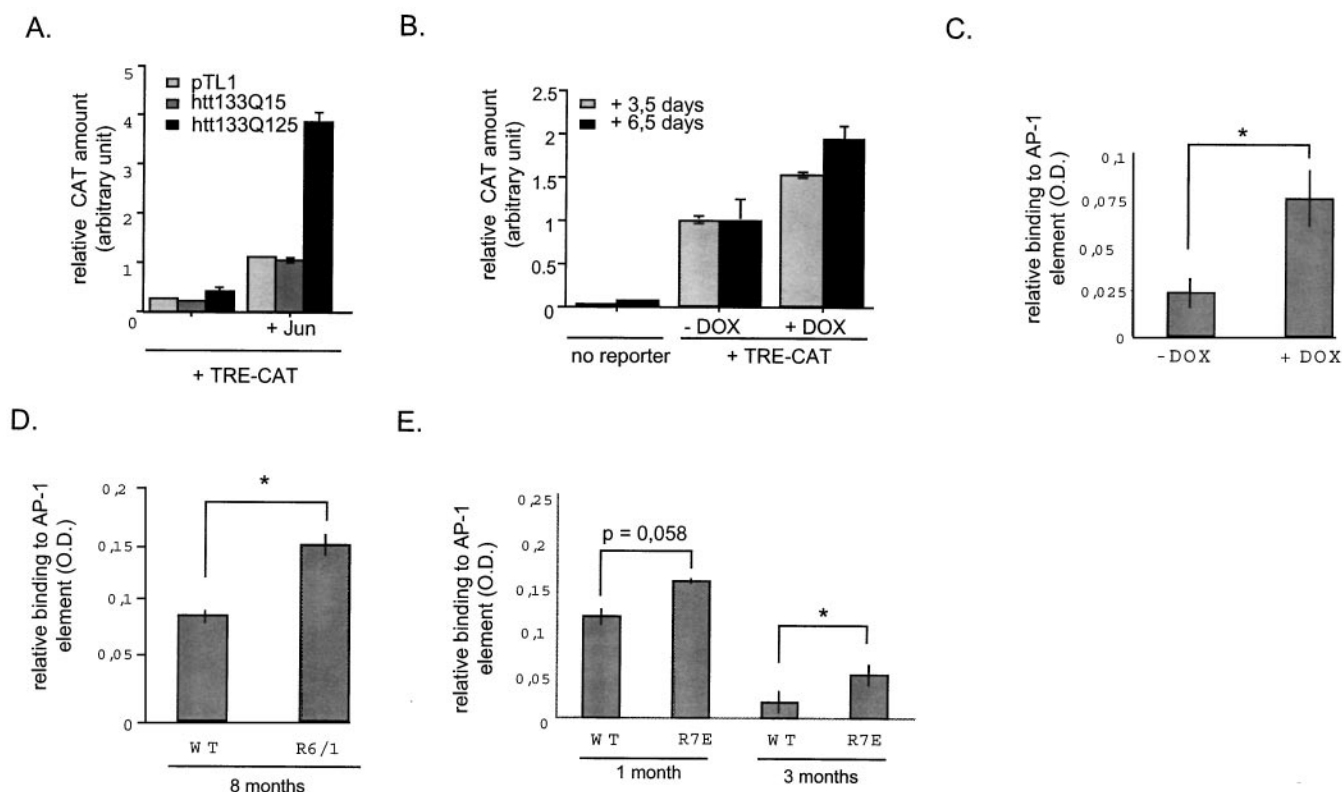 A.
relative CAT amount
(arbitrary unit)
5
4
3
2
1
0
pTL1
htt133Q15
htt133Q125
+ Jun
+ TRE-CAT
B.
relative CAT amount
(arbitrary unit)
2.5
2
1.5
1
0.5
0
+ 3,5 days
+ 6,5 days
- DOX
+ DOX
no reporter
+ TRE-CAT
C.
relative binding to AP-1
element (O.D.)
0,1
0,075
0,05
0,025
0
*
-DOX
+ DOX
D.
relative binding to AP-1
element (O.D.)
0,2
0,15
0,1
0,05
0
*
WT
R6/1
8 months
E.
relative binding to AP-1
element (O.D.)
0,25
0,2
0,15
0,1
0,05
0
p = 0,058
*
WT
R7E
WT
R7E
1 month
3 months